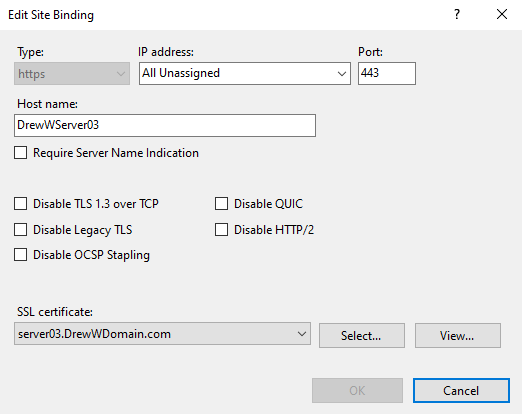 Edit Site Binding
? ×
Type: IP address: Port:
https All Unassigned 443
Host name:
DrewWServer03
Require Server Name Indication
Disable TLS 1.3 over TCP Disable QUIC
Disable Legacy TLS Disable HTTP/2
Disable OCSP Stapling
SSL certificate:
server03.DrewWDomain.com Select... View...
OK Cancel